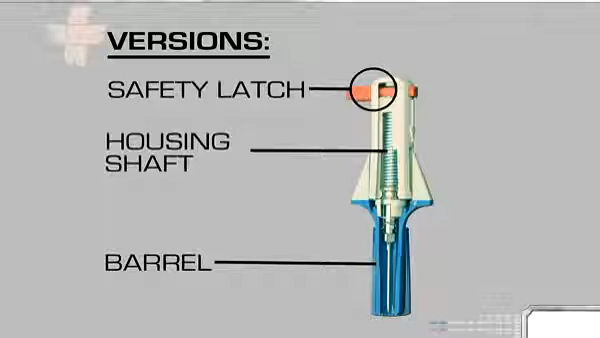 VERSIONS:
SAFETY LATCH
HOUSING
SHAFT
BARREL